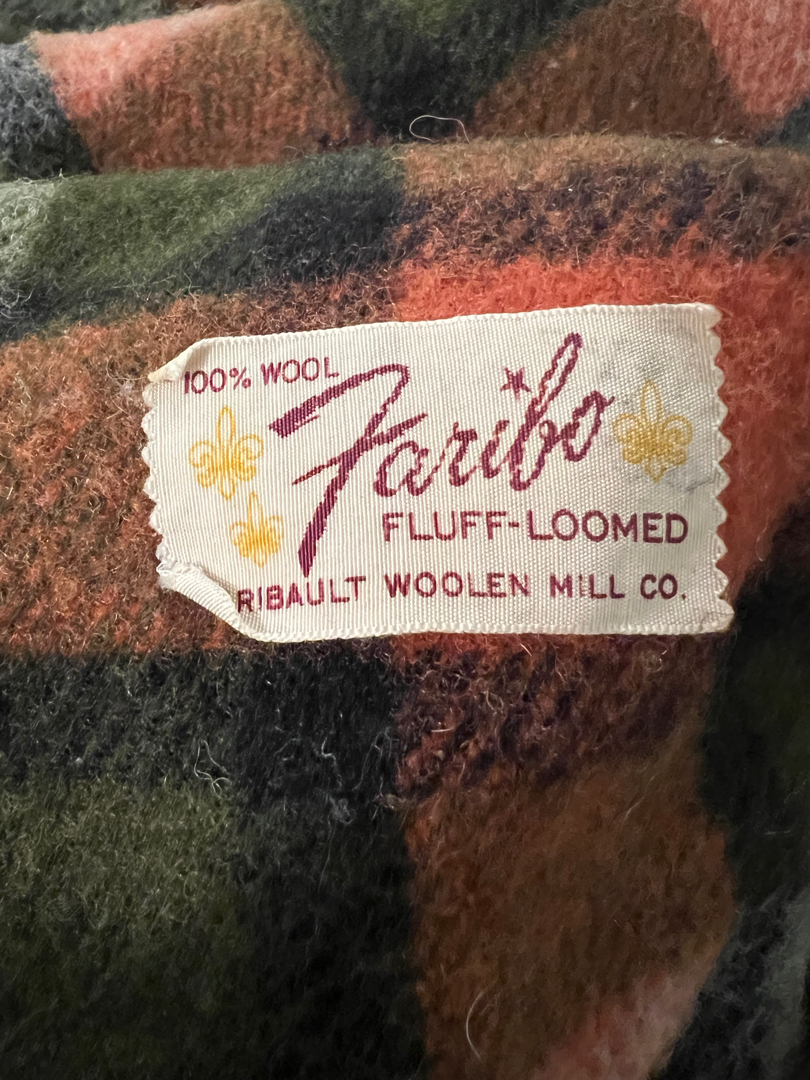 100% WOOL
Faribo
FLUFF-LOOMED
RIBAULT WOOLEN MILL CO.